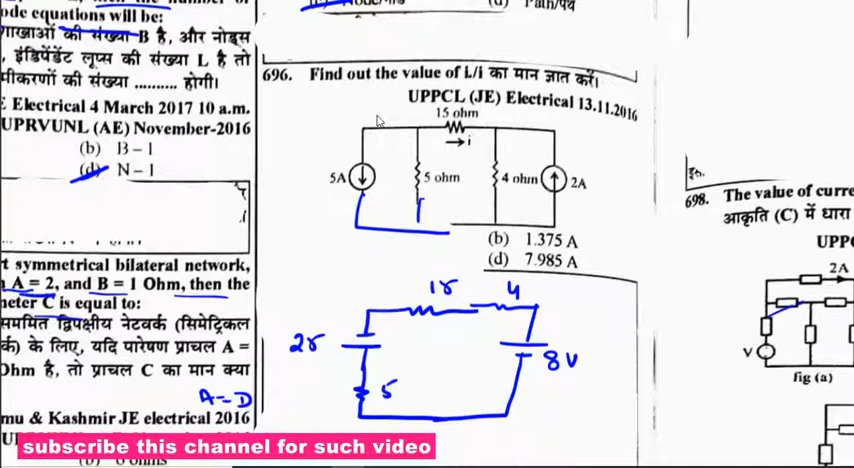 ode equations will be:
शाखाओं की संख्या B है, और नोड्स
, इंडिपेंडेंट लूप्स की संख्या L है तो
मीकरणों की संख्या .......... होगी।
Electrical 4 March 2017 10 a.m.
UPRVUNL (AE) November-2016
(b) B – 1
(d) N – 1
t symmetrical bilateral network,
A = 2, and B = 1 Ohm, then the
meter C is equal to:
सममित द्विपक्षीय नेटवर्क (सिमेट्रिकल
र्क) के लिए, यदि पारेषण प्राचल A =
Ohm है, तो प्राचल C का मान क्या
A = D
mu & Kashmir JE electrical 2016
(d) Path/पथ
696. Find out the value of i./i का मान ज्ञात करें।
UPPCL (JE) Electrical 13.11.2016
15 ohm
i
5A
5 ohm
4 ohm
2A
(b) 1.375 A
(d) 7.985 A
15
4
25
8V
5
698. The value of curre
आकृति (C) में धारा
UPPC
2A
V
fig (a)
subscribe this channel for such video